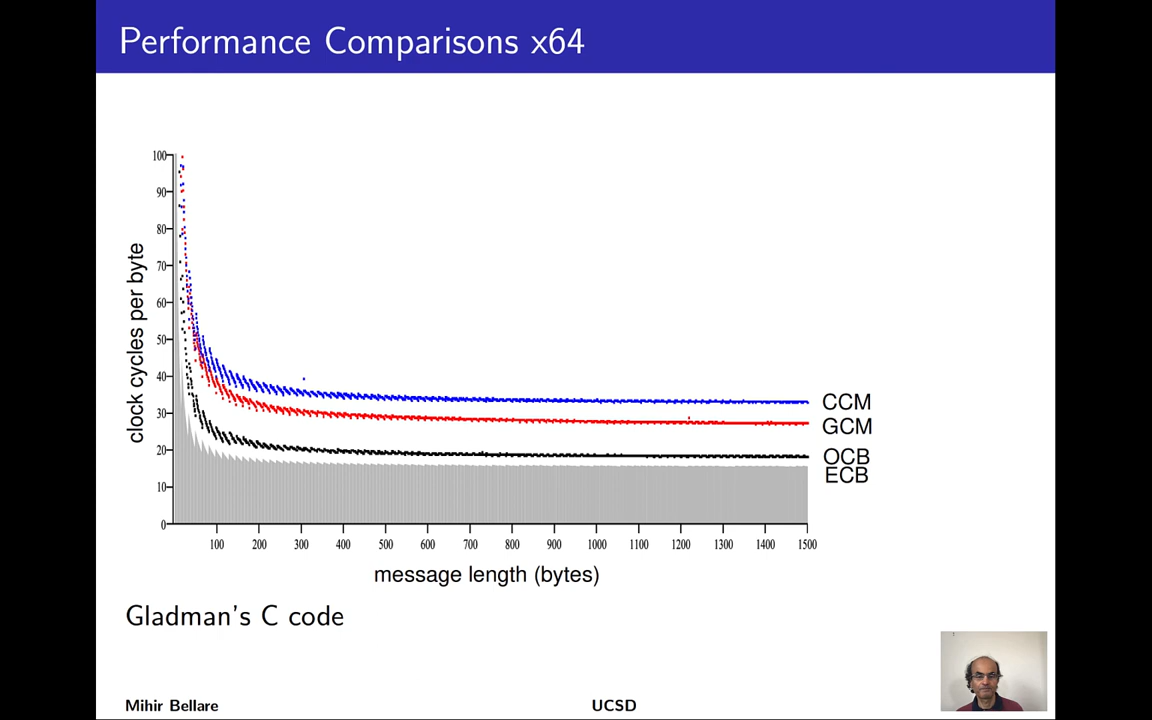 Performance Comparisons x64
100
90
80
70
60
50
40
30
20
10
0
clock cycles per byte
CCM
GCM
OCB
ECB
100 200 300 400 500 600 700 800 900 1000 1100 1200 1300 1400 1500
message length (bytes)
Gladman's C code
Mihir Bellare UCSD